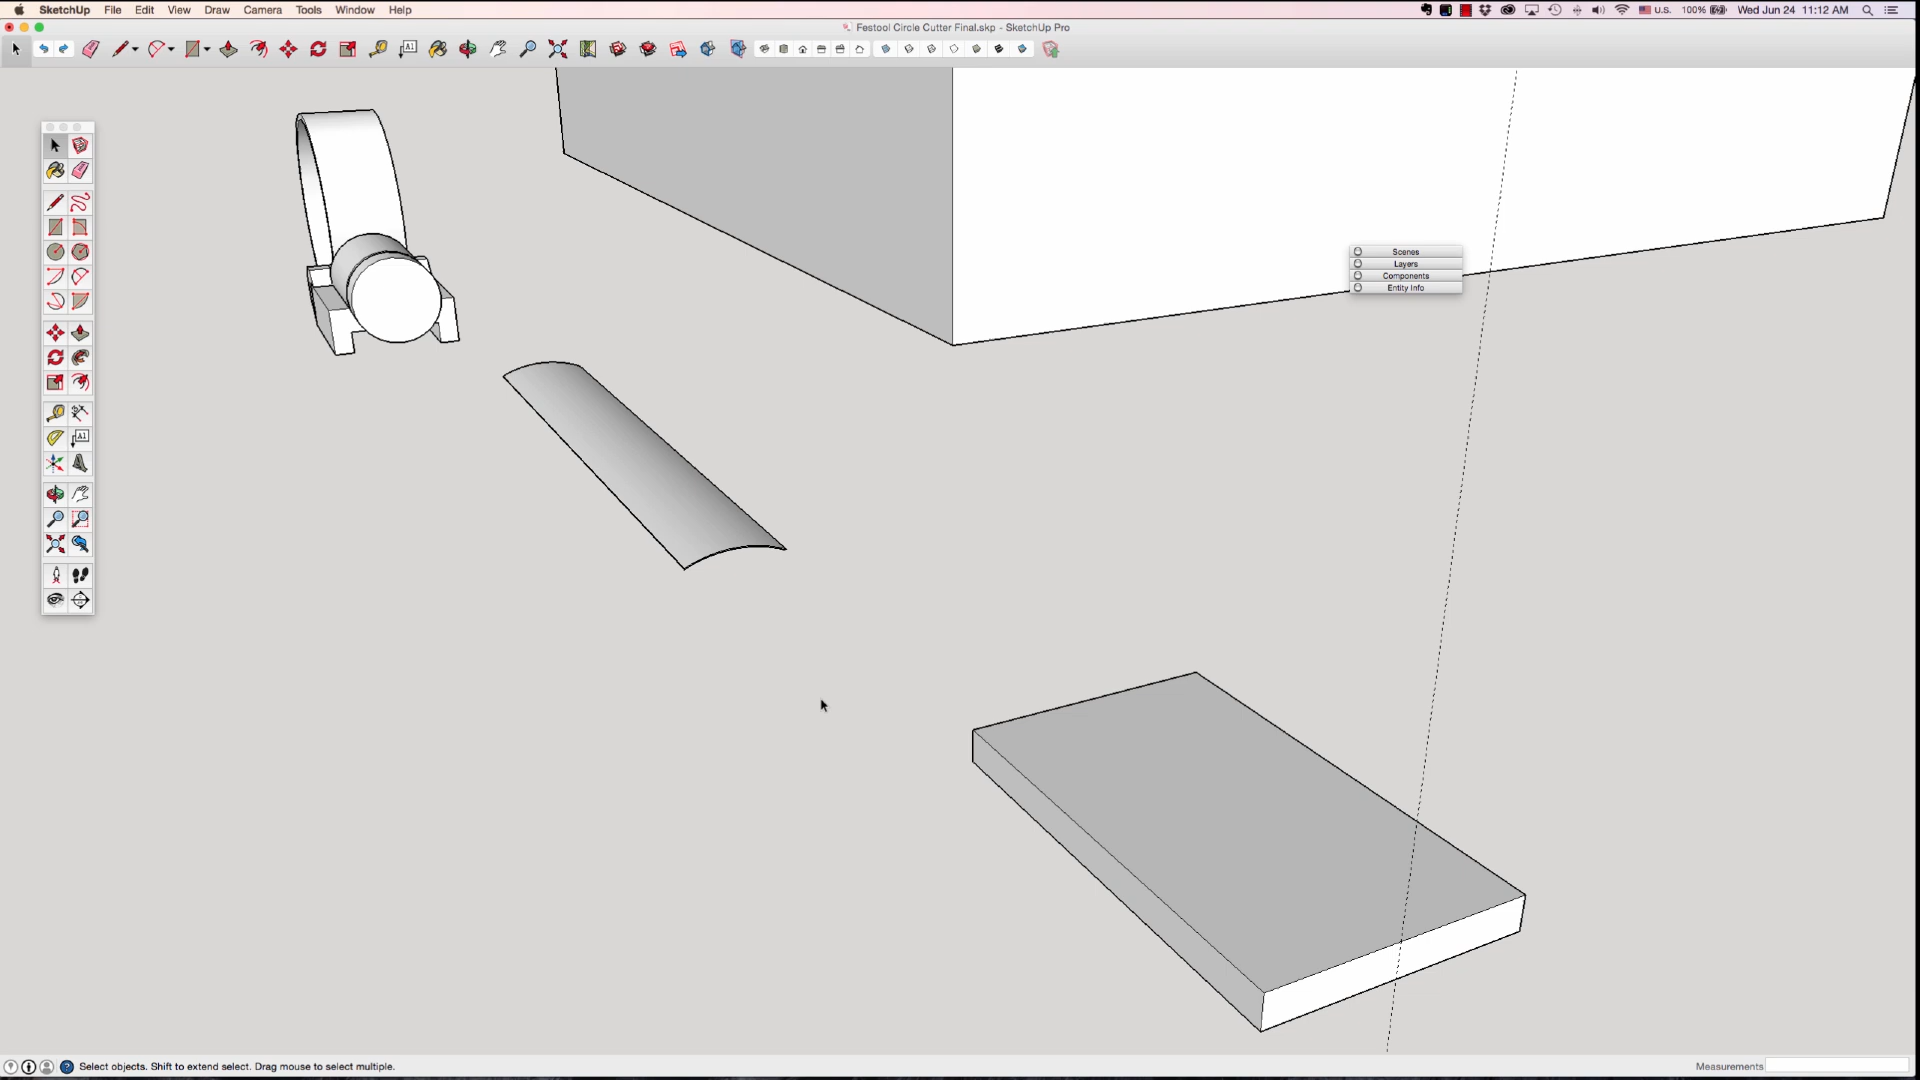 SketchUp File Edit View Draw Camera Tools Window Help
U.S. 100% Wed Jun 24 11:12 AM
Festool Circle Cutter Final.skp - SketchUp Pro
A1
Scenes
Layers
Components
Entity Info
A1
Select objects. Shift to extend select. Drag mouse to select multiple.
Measurements